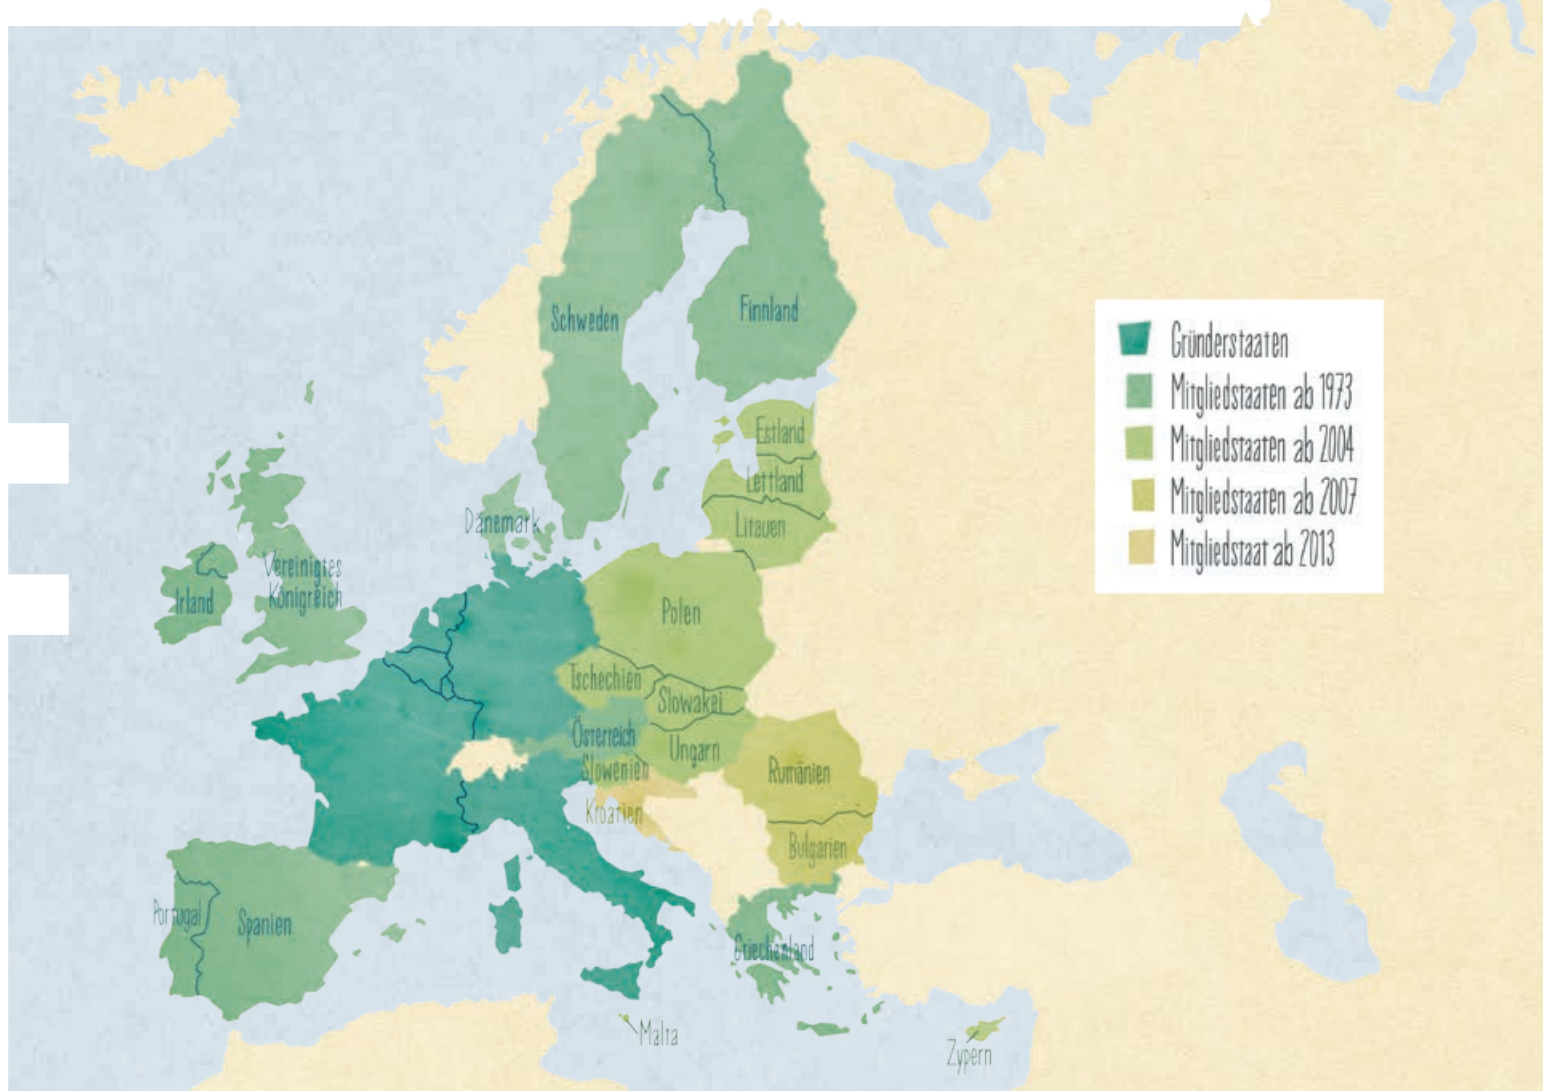 Schweden
Finnland
Gründerstaaten
Mitgliedstaaten ab 1973
Mitgliedstaaten ab 2004
Mitgliedstaaten ab 2007
Mitgliedstaat ab 2013
Estland
Lettland
Litauen
Dänemark
Vereinigtes
Königreich
Irland
Polen
Tschechien
Slowakei
Österreich
Ungarn
Slowenien
Rumänien
Kroatien
Bulgarien
Portugal
Spanien
Griechenland
Malta
Zypern